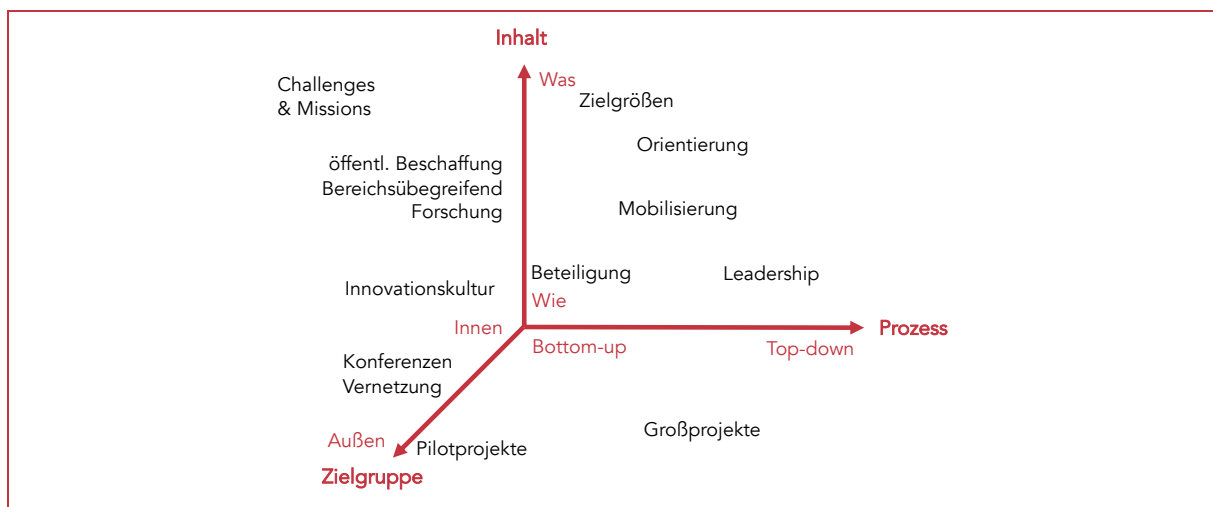 Inhalt
Challenges
& Missions
Was
Zielgrößen
Orientierung
öffentl. Beschaffung
Bereichsübegreifend
Forschung
Mobilisierung
Beteiligung
Leadership
Innovationskultur
Wie
Innen
Prozess
Bottom-up
Top-down
Konferenzen
Vernetzung
Großprojekte
Außen
Pilotprojekte
Zielgruppe